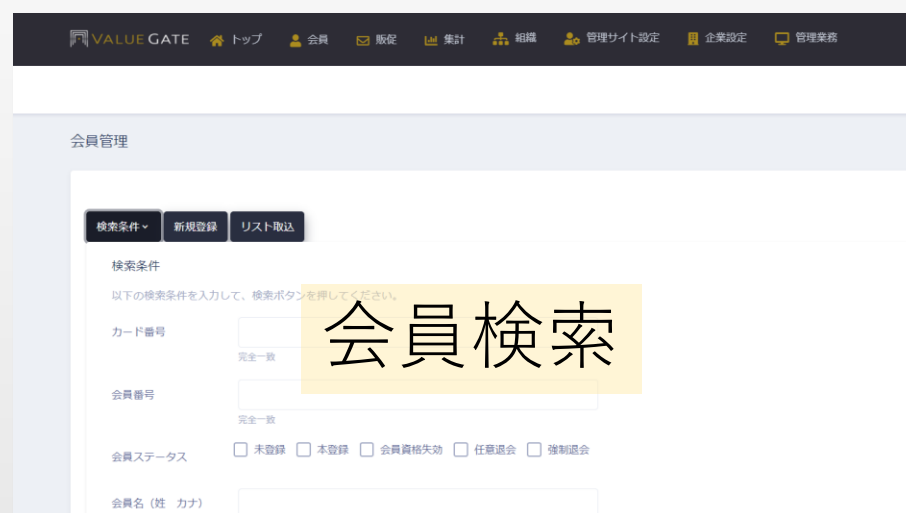 VALUE GATE トップ 会員 販促 集計 組織 管理サイト設定 企業設定 管理業務
会員管理
検索条件 新規登録 リスト取込
検索条件
以下の検索条件を入力して、検索ボタンを押してください。
会員検索
カード番号
完全一致
会員番号
完全一致
会員ステータス 未登録 本登録 会員資格失効 任意退会 強制退会
会員名（姓 カナ）